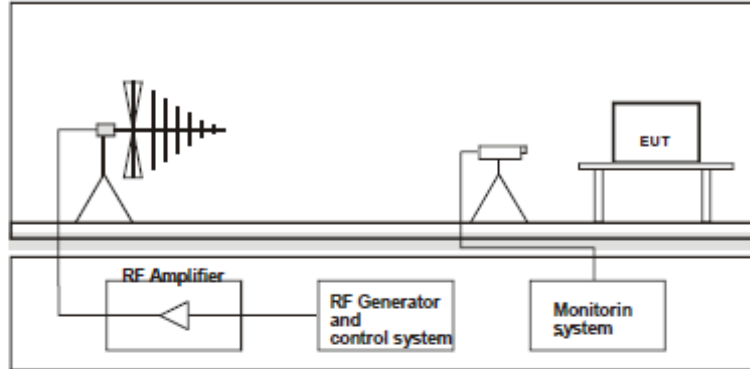 EUT
RF Amplifier
RF Generator
and
control system
Monitorin
system